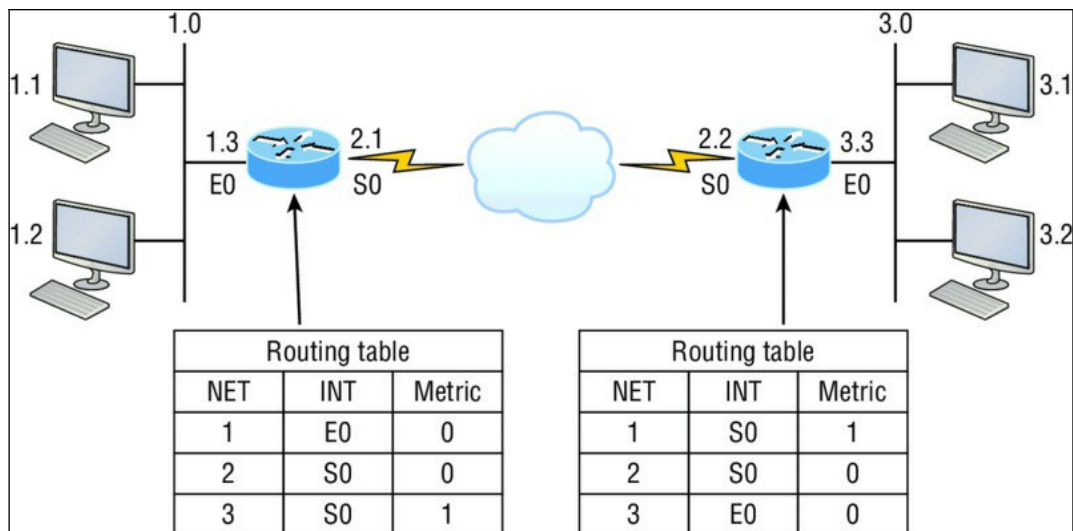 1.0
3.0
1.1
3.1
1.3
2.1
2.2
3.3
E0
S0
S0
E0
1.2
3.2
Routing table
NET INT Metric
1 E0 0
2 S0 0
3 S0 1
Routing table
NET INT Metric
1 S0 1
2 S0 0
3 E0 0